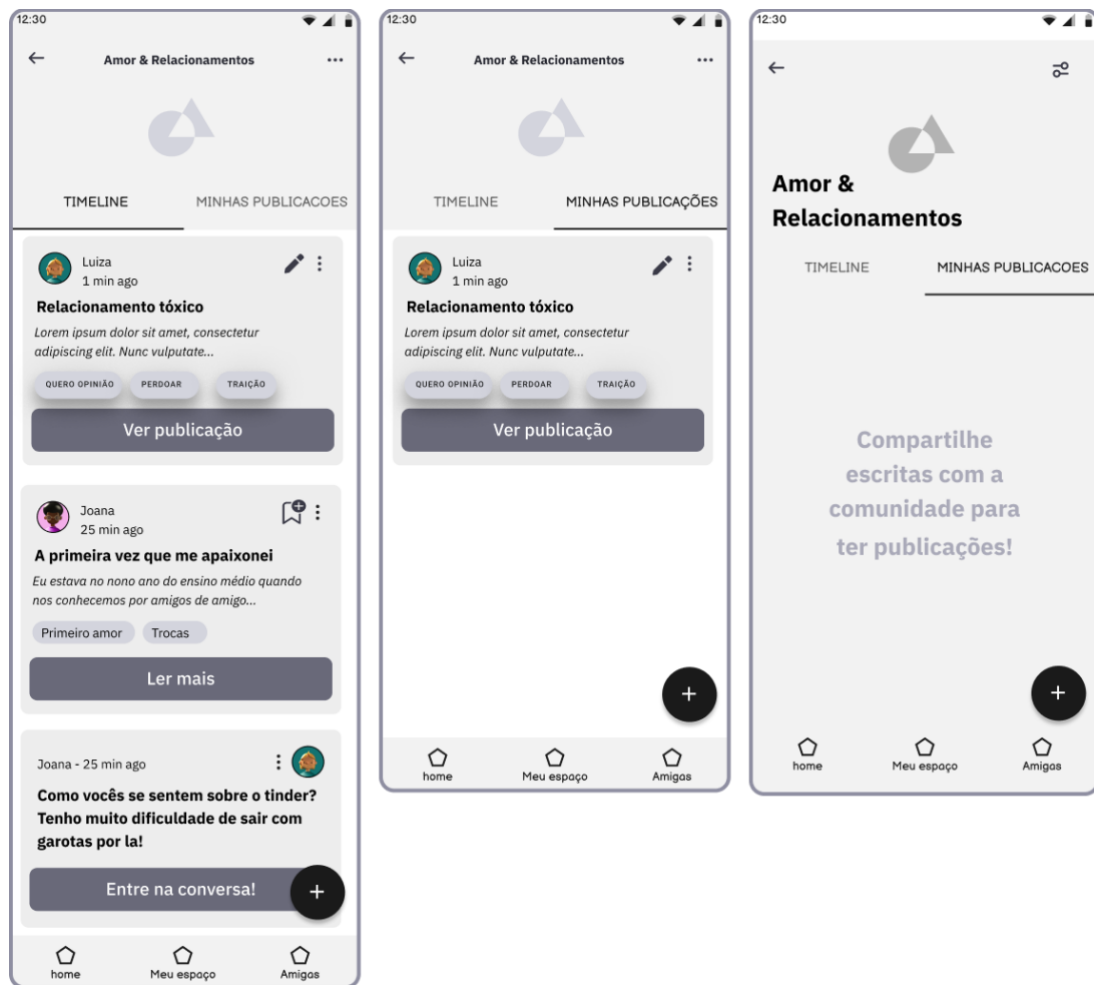 12:30
Amor & Relacionamentos
TIMELINE
MINHAS PUBLICACOES
Luiza
1 min ago
Relacionamento tóxico
Lorem ipsum dolor sit amet, consectetur
adipiscing elit. Nunc vulputate...
QUERO OPINIÃO
PERDOAR
TRAIÇÃO
Ver publicação
Joana
25 min ago
A primeira vez que me apaixonei
Eu estava no nono ano do ensino médio quando
nos conhecemos por amigos de amigo...
Primeiro amor
Trocas
Ler mais
Joana - 25 min ago
Como vocês se sentem sobre o tinder?
Tenho muito dificuldade de sair com
garotas por la!
Entre na conversa!
home
Meu espaço
Amigas
12:30
Amor & Relacionamentos
TIMELINE
MINHAS PUBLICAÇÕES
Luiza
1 min ago
Relacionamento tóxico
Lorem ipsum dolor sit amet, consectetur
adipiscing elit. Nunc vulputate...
QUERO OPINIÃO
PERDOAR
TRAIÇÃO
Ver publicação
home
Meu espaço
Amigas
12:30
Amor &
Relacionamentos
TIMELINE
MINHAS PUBLICACOES
Compartilhe
escritas com a
comunidade para
ter publicações!
home
Meu espaço
Amigas